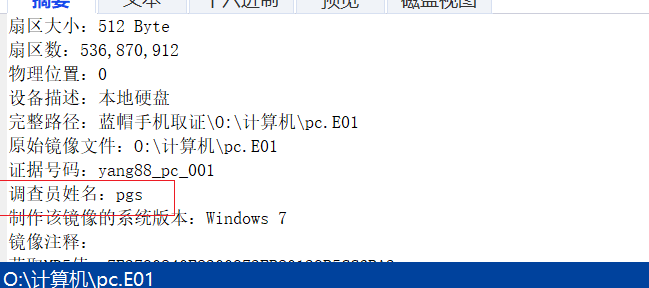 摘要 文本 十六进制 预览 磁盘视图
扇区大小：512 Byte
扇区数：536,870,912
物理位置：0
设备描述：本地硬盘
完整路径：蓝帽手机取证\O:\计算机\pc.E01
原始镜像文件：O:\计算机\pc.E01
证据号码：yang88_pc_001
调查员姓名：pgs
制作该镜像的系统版本：Windows 7
镜像注释：
O:\计算机\pc.E01